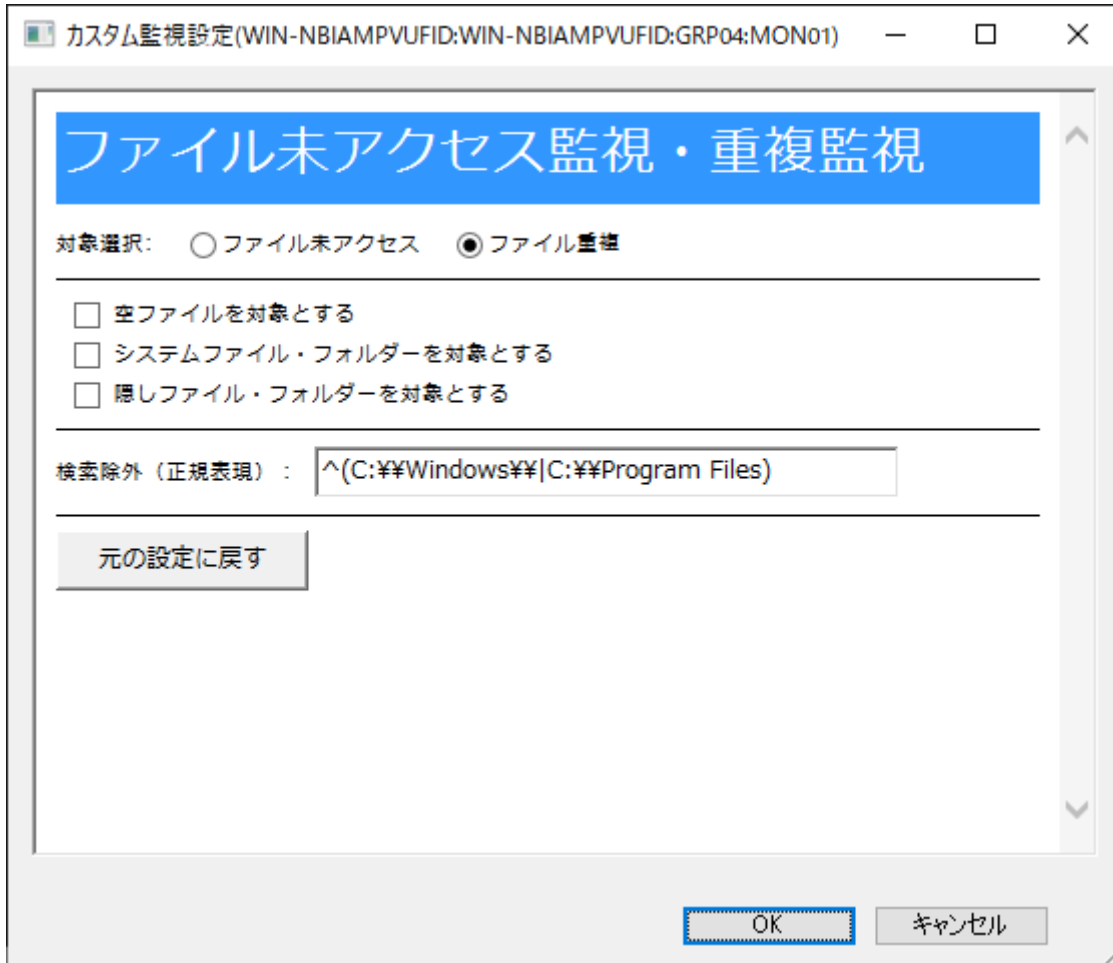 カスタム監視設定(WIN-NBIAMPVUFID:WIN-NBIAMPVUFID:GRP04:MON01)
ファイル未アクセス監視・重複監視
対象選択: ファイル未アクセス ファイル重複
空ファイルを対象とする
システムファイル・フォルダーを対象とする
隠しファイル・フォルダーを対象とする
検索除外（正規表現）： ^(C:¥¥Windows¥¥|C:¥¥Program Files)
元の設定に戻す
OK キャンセル